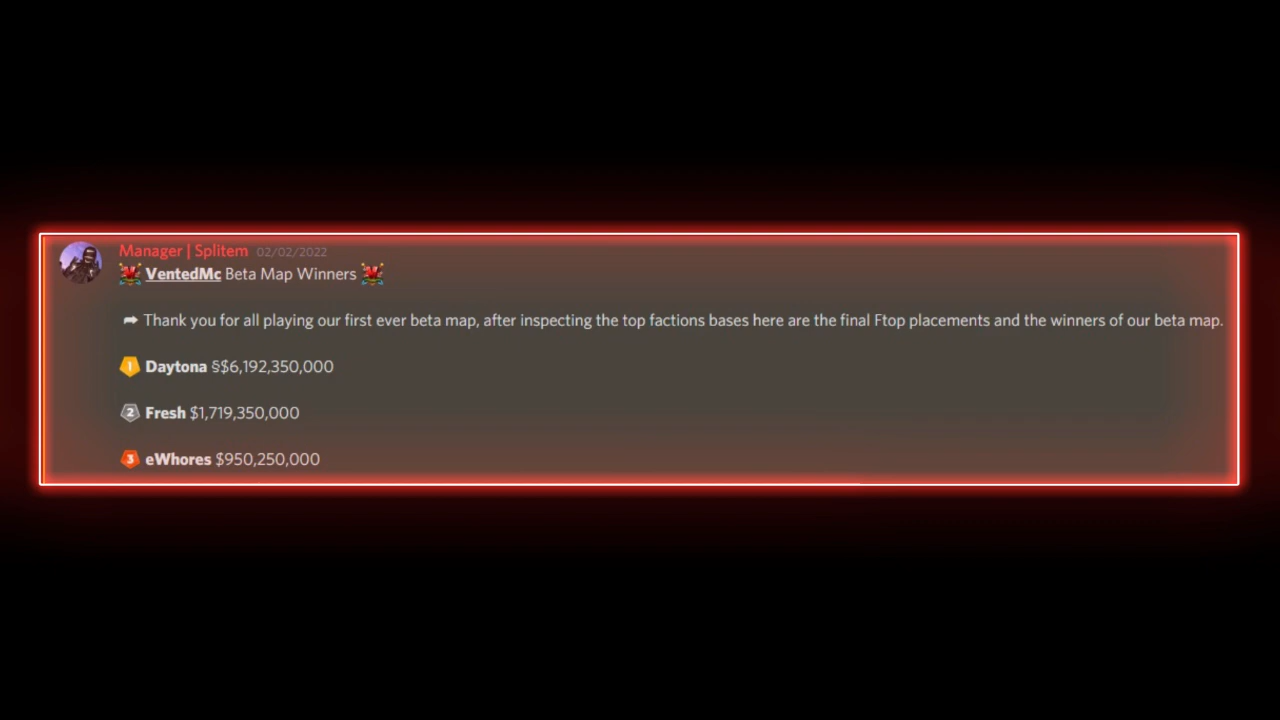 Manager | Splitem 02/02/2022
VentedMc Beta Map Winners
Thank you for all playing our first ever beta map, after inspecting the top factions bases here are the final Ftop placements and the winners of our beta map.
1 Daytona §$6,192,350,000
2 Fresh $1,719,350,000
3 eWhores $950,250,000